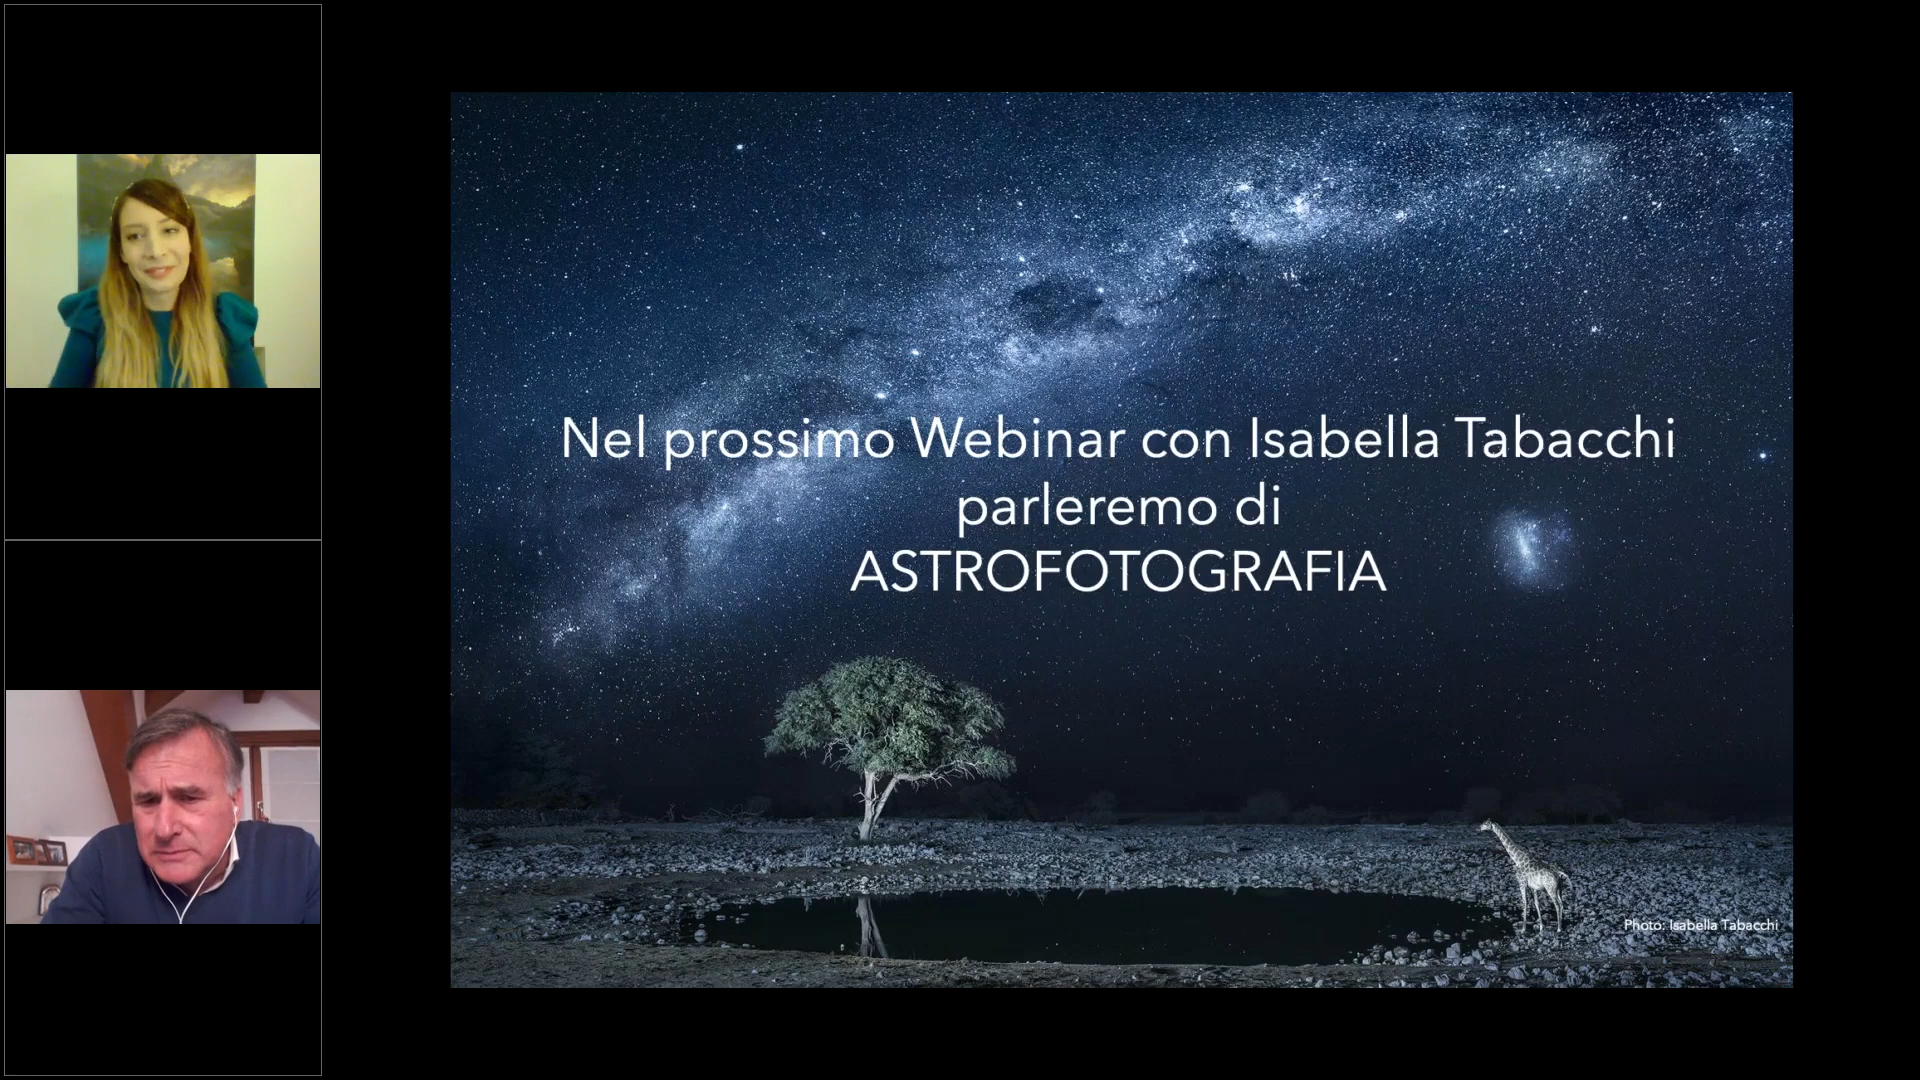 Nel prossimo Webinar con Isabella Tabacchi
parleremo di
ASTROFOTOGRAFIA
Photo: Isabella Tabacchi